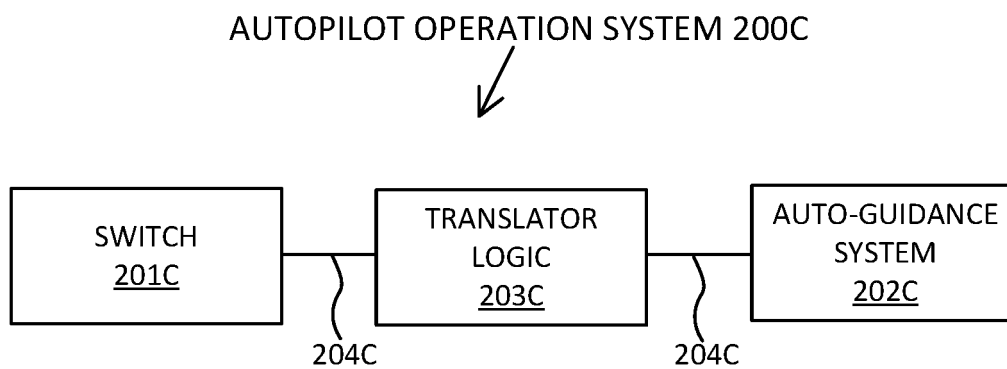 AUTOPILOT OPERATION SYSTEM 200C
SWITCH
201C
TRANSLATOR
LOGIC
203C
AUTO-GUIDANCE
SYSTEM
202C
204C
204C